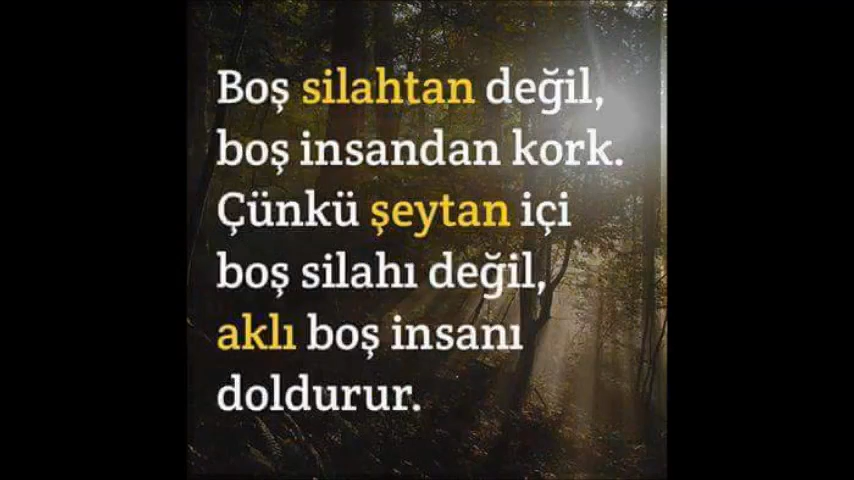 Boş silahtan değil,
boş insandan kork.
Çünkü şeytan içi
boş silahı değil,
aklı boş insanı
doldurur.